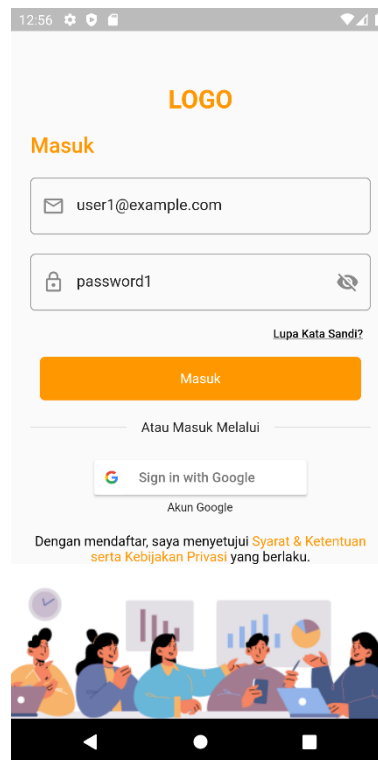 12:56
LOGO
Masuk
user1@example.com
password1
Lupa Kata Sandi?
Masuk
Atau Masuk Melalui
Sign in with Google
Akun Google
Dengan mendaftar, saya menyetujui Syarat & Ketentuan
serta Kebijakan Privasi yang berlaku.